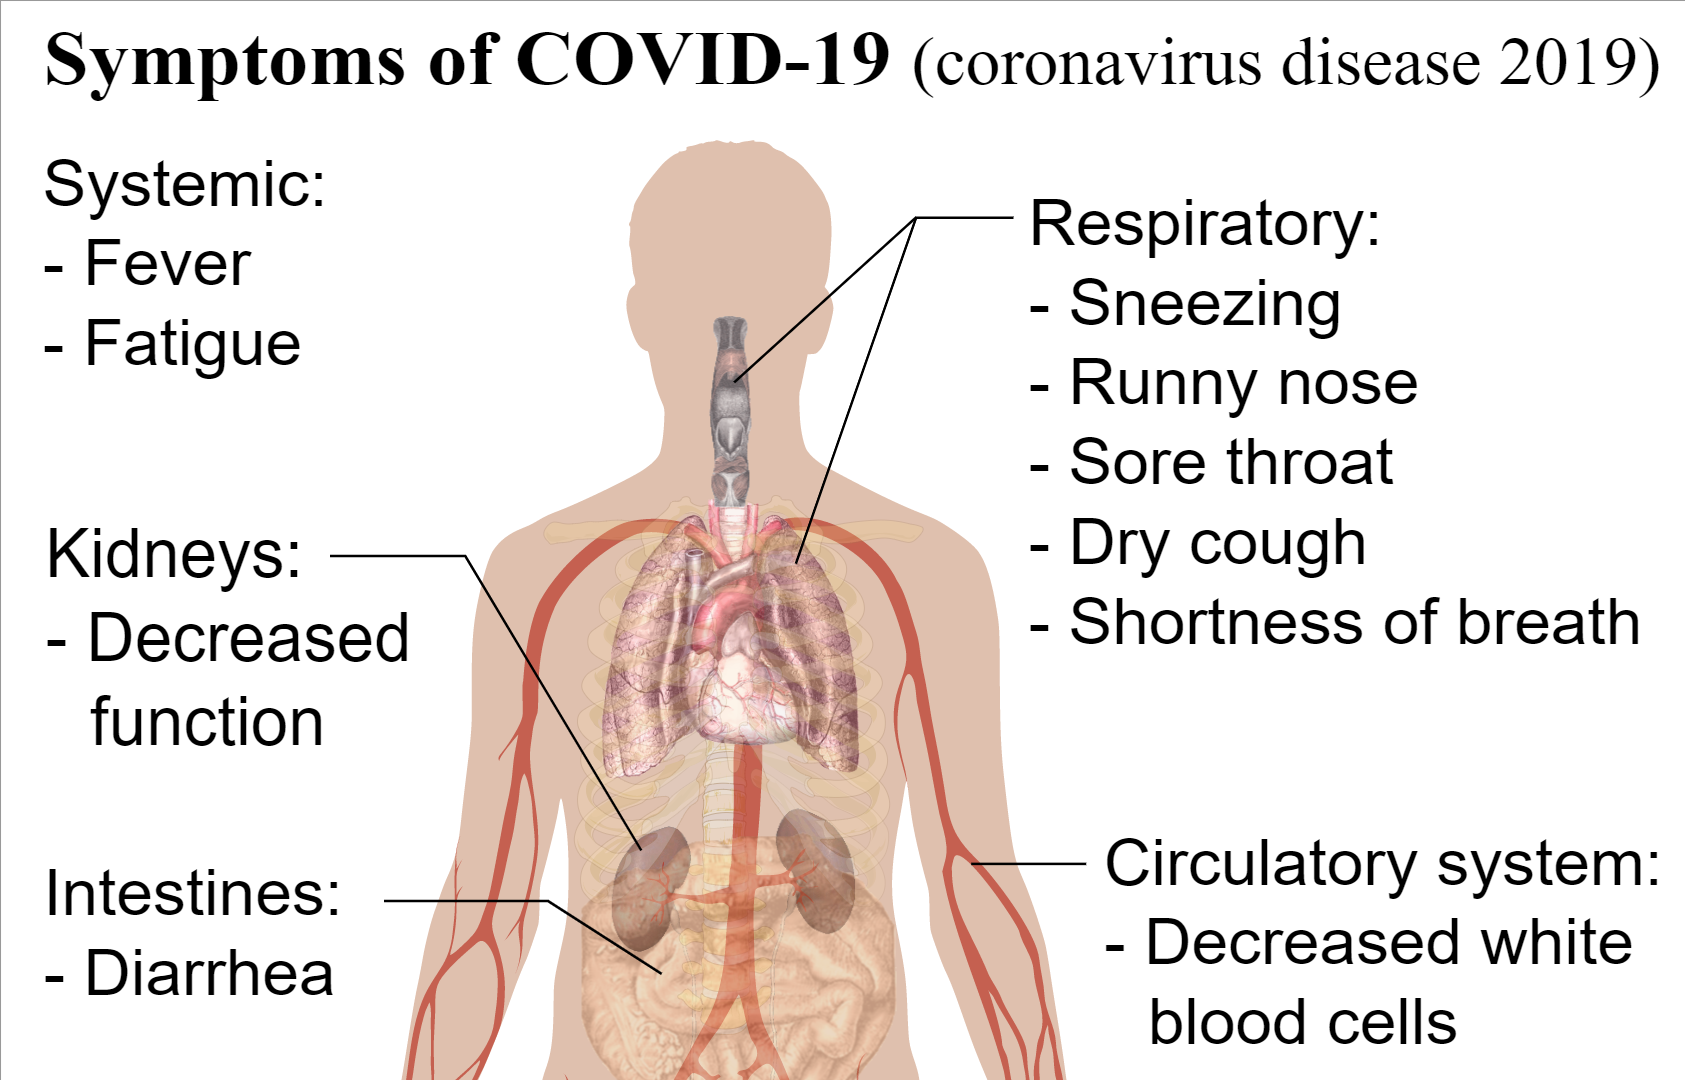 Symptoms of COVID-19 (coronavirus disease 2019)
Systemic:
- Fever
- Fatigue
Kidneys:
- Decreased
function
Intestines:
- Diarrhea
Respiratory:
- Sneezing
- Runny nose
- Sore throat
- Dry cough
- Shortness of breath
Circulatory system:
- Decreased white
blood cells